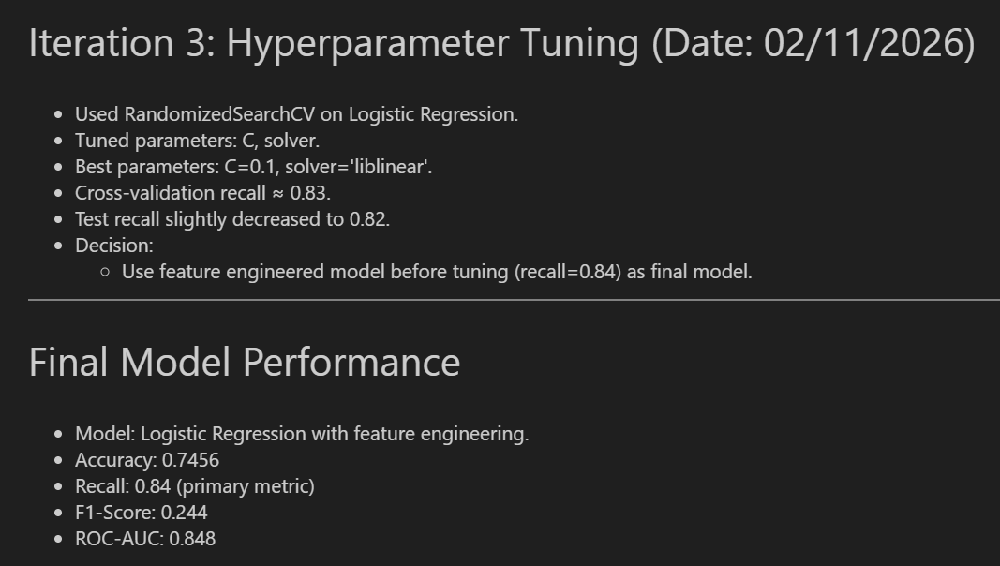 Iteration 3: Hyperparameter Tuning (Date: 02/11/2026)
• Used RandomizedSearchCV on Logistic Regression.
• Tuned parameters: C, solver.
• Best parameters: C=0.1, solver='liblinear'.
• Cross-validation recall ≈ 0.83.
• Test recall slightly decreased to 0.82.
• Decision:
○ Use feature engineered model before tuning (recall=0.84) as final model.
Final Model Performance
• Model: Logistic Regression with feature engineering.
• Accuracy: 0.7456
• Recall: 0.84 (primary metric)
• F1-Score: 0.244
• ROC-AUC: 0.848